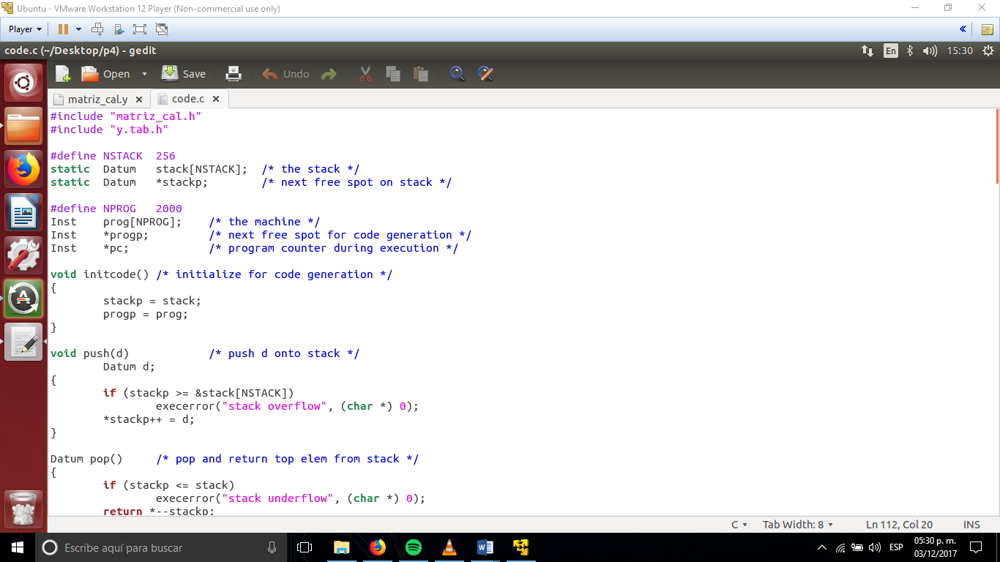 Ubuntu - VMware Workstation 12 Player (Non-commercial use only)
Player
code.c (~/Desktop/p4) - gedit
En
15:30
Open
Save
Undo
matriz_cal.y
code.c
#include "matriz_cal.h"
#include "y.tab.h"
#define NSTACK  256
static  Datum   stack[NSTACK];  /* the stack */
static  Datum   *stackp;        /* next free spot on stack */
#define NPROG   2000
Inst    prog[NPROG];    /* the machine */
Inst    *progp;         /* next free spot for code generation */
Inst    *pc;            /* program counter during execution */
void initcode() /* initialize for code generation */
{
        stackp = stack;
        progp = prog;
}
void push(d)            /* push d onto stack */
        Datum d;
{
        if (stackp >= &stack[NSTACK])
                execerror("stack overflow", (char *) 0);
        *stackp++ = d;
}
Datum pop()     /* pop and return top elem from stack */
{
        if (stackp <= stack)
                execerror("stack underflow", (char *) 0);
        return *--stackp;
C
Tab Width: 8
Ln 112, Col 20
INS
Escribe aquí para buscar
ESP
05:30 p. m.
03/12/2017